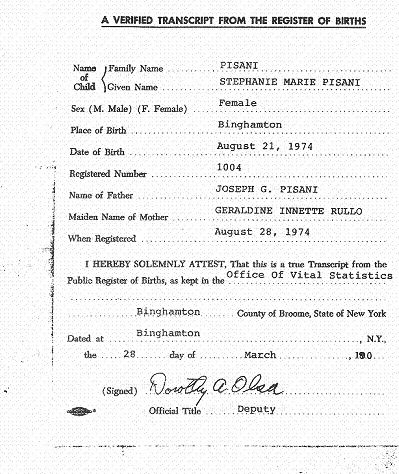 A VERIFIED TRANSCRIPT FROM THE REGISTER OF BIRTHS
Name of Child Family Name PISANI
Given Name STEPHANIE MARIE PISANI
Sex (M. Male) (F. Female) Female
Place of Birth Binghamton
Date of Birth August 21, 1974
Registered Number 1004
Name of Father JOSEPH G. PISANI
Maiden Name of Mother GERALDINE INNETTE RULLO
When Registered August 28, 1974
I HEREBY SOLEMNLY ATTEST, That this is a true Transcript from the
Public Register of Births, as kept in the Office Of Vital Statistics
Binghamton County of Broome, State of New York
Dated at Binghamton, N.Y.,
the 28 day of March, 19
(Signed) Dorothy A. Olsa
Official Title Deputy